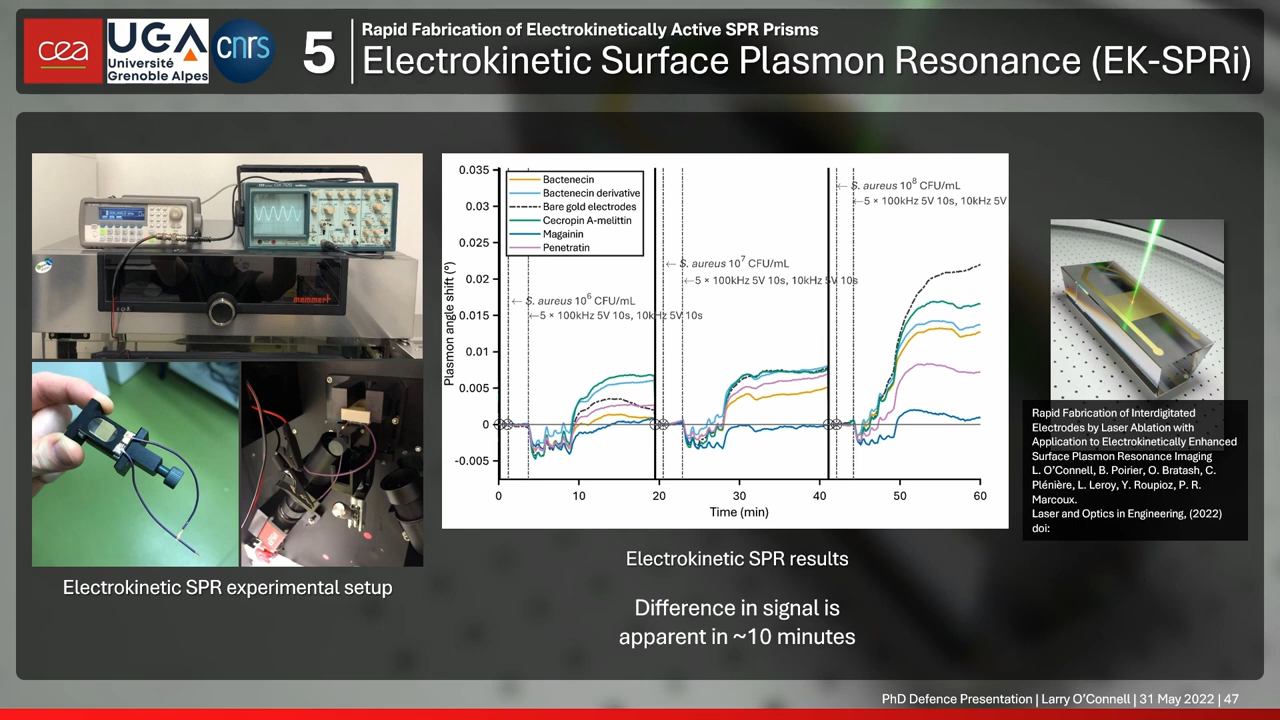 cea
UGA
Université
Grenoble Alpes
cnrs
5
Rapid Fabrication of Electrokinetically Active SPR Prisms
Electrokinetic Surface Plasmon Resonance (EK-SPRi)
memmert
Electrokinetic SPR experimental setup
Plasmon angle shift (°)
0.035
0.03
0.025
0.02
0.015
0.01
0.005
0
-0.005
Bactenecin
Bactenecin derivative
Bare gold electrodes
Cecropin A-melittin
Magainin
Penetratin
← S. aureus 10⁶ CFU/mL
←5 × 100kHz 5V 10s, 10kHz 5V 10s
← S. aureus 10⁷ CFU/mL
←5 × 100kHz 5V 10s, 10kHz 5V 10s
← S. aureus 10⁸ CFU/mL
←5 × 100kHz 5V 10s, 10kHz 5V
0 10 20 30 40 50 60
Time (min)
Electrokinetic SPR results
Difference in signal is
apparent in ~10 minutes
Rapid Fabrication of Interdigitated
Electrodes by Laser Ablation with
Application to Electrokinetically Enhanced
Surface Plasmon Resonance Imaging
L. O'Connell, B. Poirier, O. Bratash, C.
Plénière, L. Leroy, Y. Roupioz, P. R.
Marcoux.
Laser and Optics in Engineering, (2022)
doi:
PhD Defence Presentation | Larry O'Connell | 31 May 2022 | 47